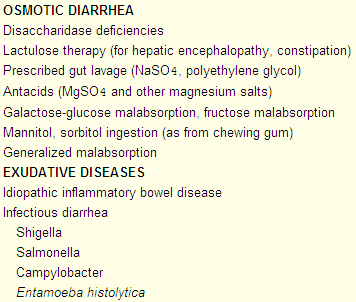 OSMOTIC DIARRHEA
Disaccharidase deficiencies
Lactulose therapy (for hepatic encephalopathy, constipation)
Prescribed gut lavage (NaSO4, polyethylene glycol)
Antacids (MgSO4 and other magnesium salts)
Galactose-glucose malabsorption, fructose malabsorption
Mannitol, sorbitol ingestion (as from chewing gum)
Generalized malabsorption
EXUDATIVE DISEASES
Idiopathic inflammatory bowel disease
Infectious diarrhea
Shigella
Salmonella
Campylobacter
Entamoeba histolytica